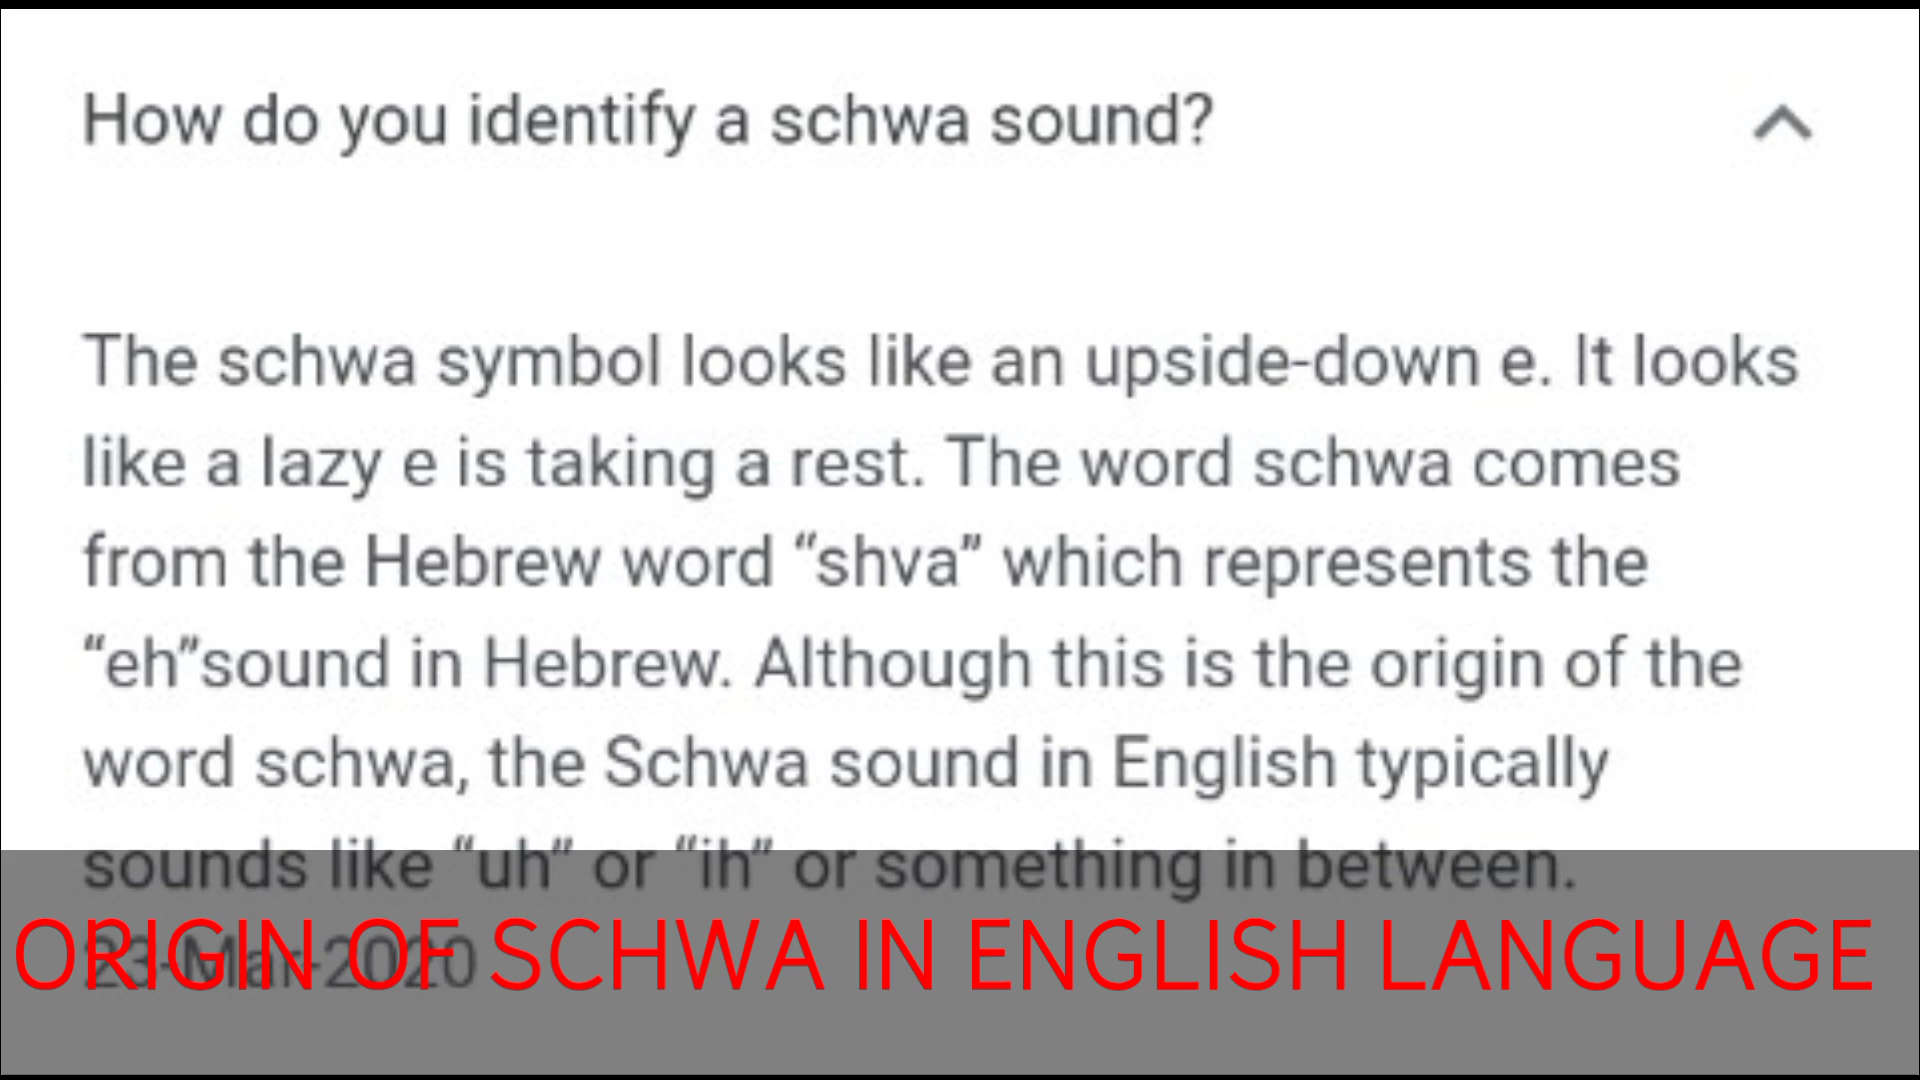 How do you identify a schwa sound?
The schwa symbol looks like an upside-down e. It looks
like a lazy e is taking a rest. The word schwa comes
from the Hebrew word “shva” which represents the
“eh”sound in Hebrew. Although this is the origin of the
word schwa, the Schwa sound in English typically
sounds like “uh” or “ih” or something in between.
23-Mar-2020
ORIGIN OF SCHWA IN ENGLISH LANGUAGE